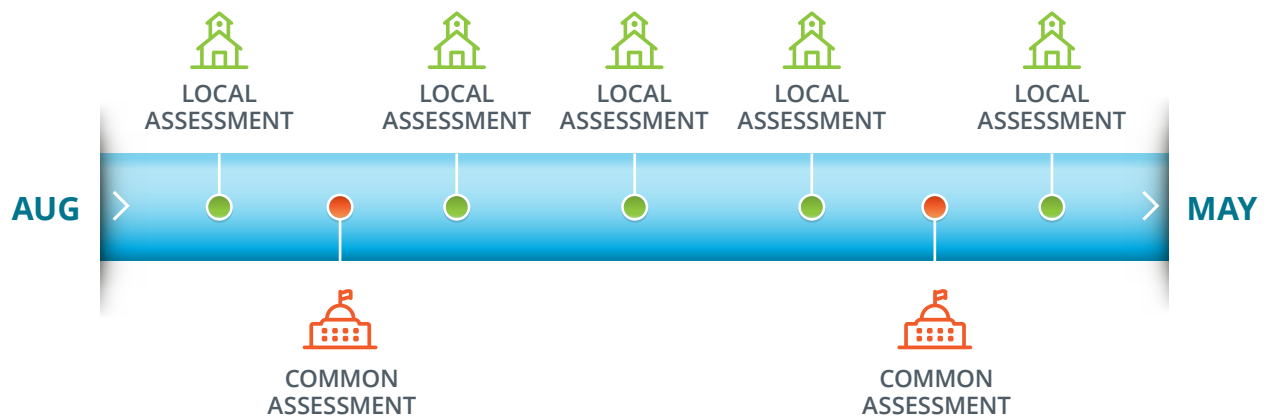 LOCAL
ASSESSMENT
LOCAL
ASSESSMENT
LOCAL
ASSESSMENT
LOCAL
ASSESSMENT
LOCAL
ASSESSMENT
AUG
MAY
COMMON
ASSESSMENT
COMMON
ASSESSMENT